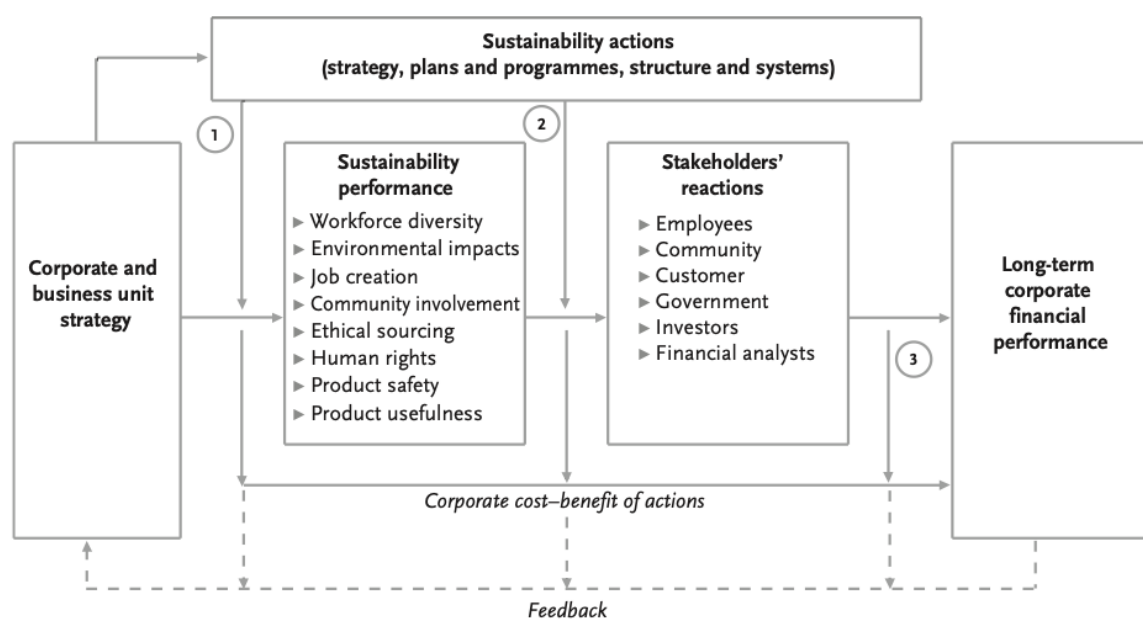 Sustainability actions
(strategy, plans and programmes, structure and systems)
1
2
Corporate and
business unit
strategy
Sustainability
performance
► Workforce diversity
► Environmental impacts
► Job creation
► Community involvement
► Ethical sourcing
► Human rights
► Product safety
► Product usefulness
Stakeholders’
reactions
► Employees
► Community
► Customer
► Government
► Investors
► Financial analysts
3
Long-term
corporate
financial
performance
Corporate cost–benefit of actions
Feedback